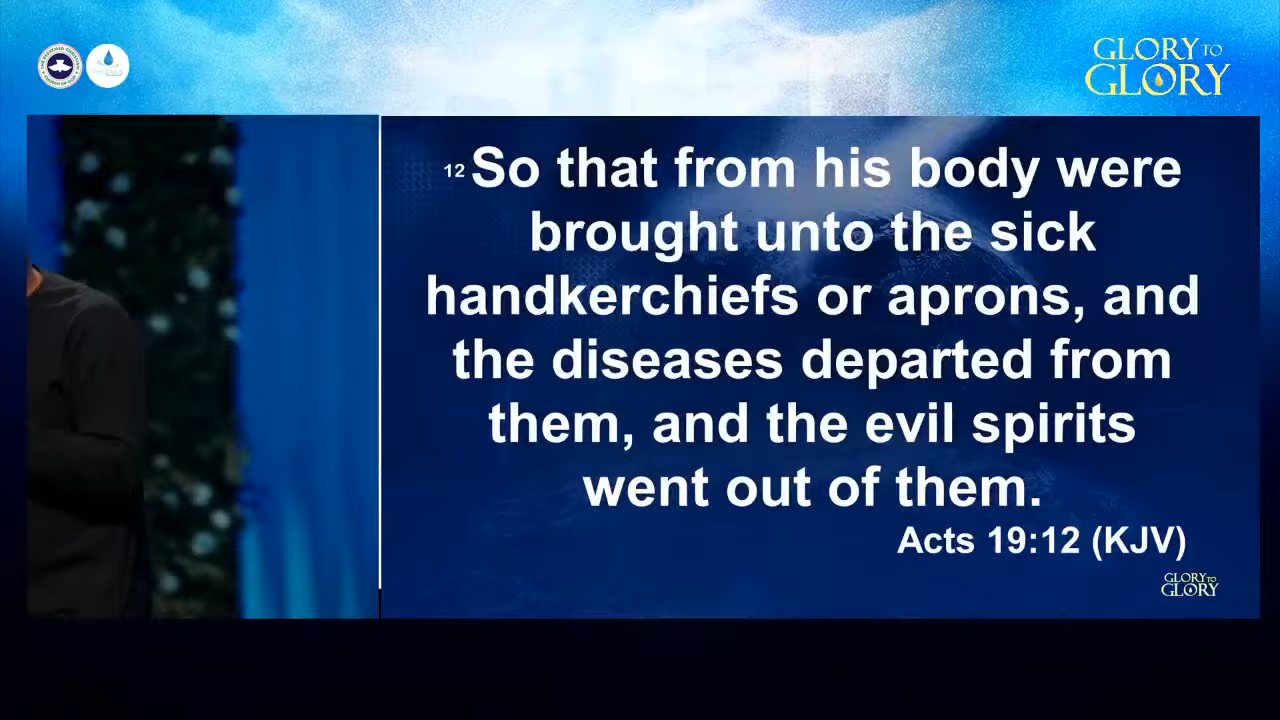 GLORY TO
GLORY
12 So that from his body were
brought unto the sick
handkerchiefs or aprons, and
the diseases departed from
them, and the evil spirits
went out of them.
Acts 19:12 (KJV)
GLORY TO
GLORY